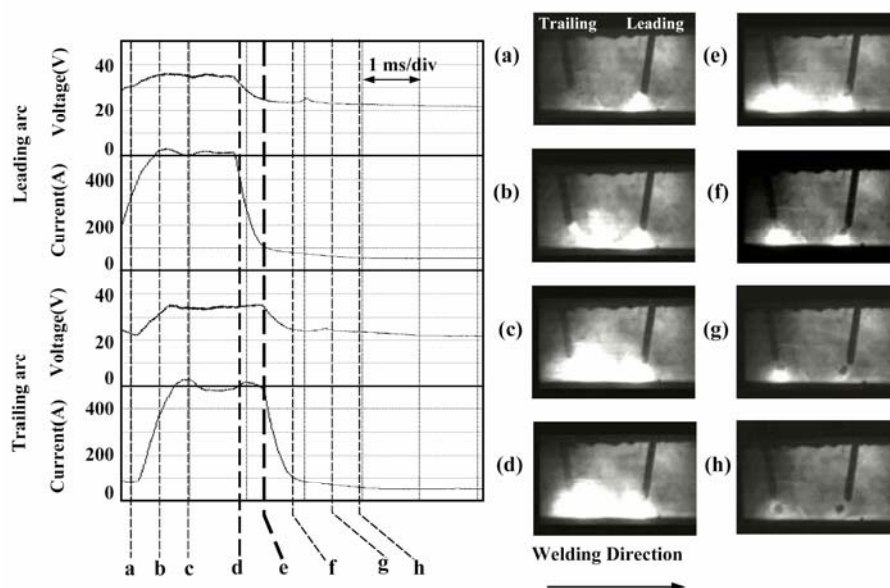 Leading arc
Trailing arc
Voltage(V)
40
20
0
1 ms/div
Current(A)
400
200
0
Voltage(V)
40
20
0
Current(A)
400
200
0
a b c d e f g h
(a) Trailing Leading
(b)
(c)
(d)
(e)
(f)
(g)
(h)
Welding Direction